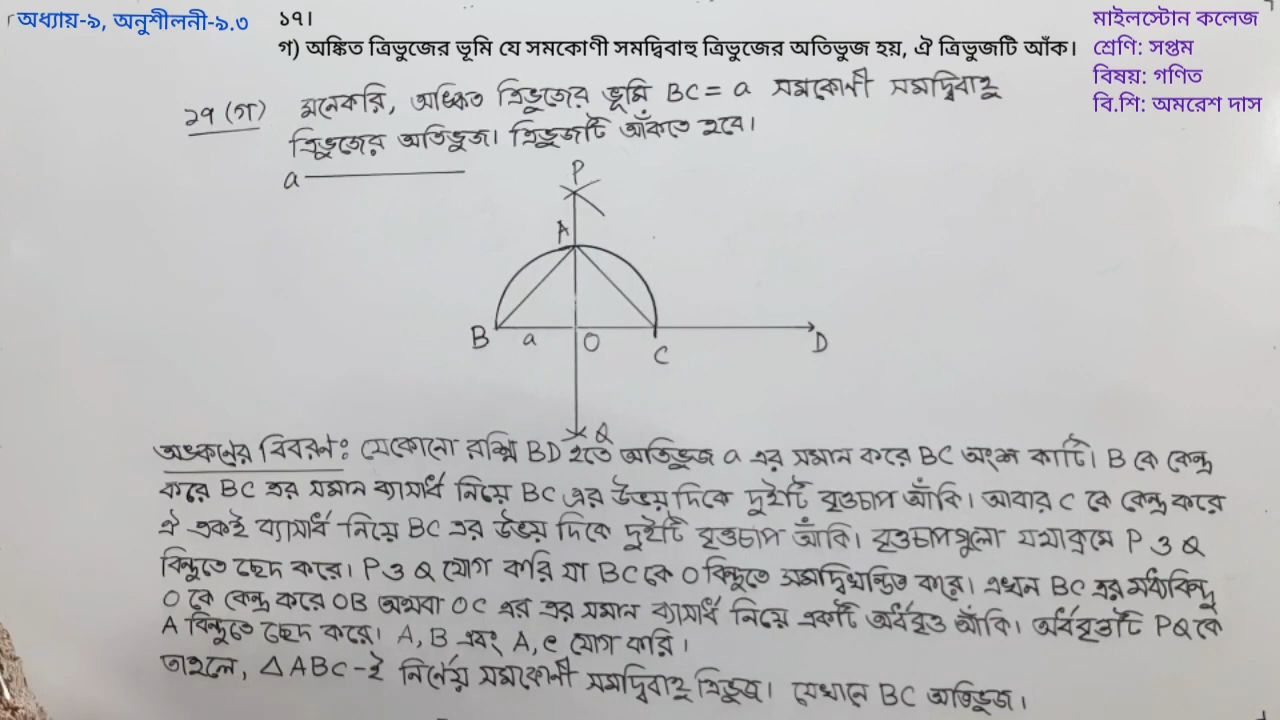 অধ্যায়-৯, অনুশীলনী-৯.৩
১৭।
গ) অঙ্কিত ত্রিভুজের ভূমি যে সমকোণী সমদ্বিবাহু ত্রিভুজের অতিভুজ হয়, ঐ ত্রিভুজটি আঁক।
মাইলস্টোন কলেজ
শ্রেণি: সপ্তম
বিষয়: গণিত
বি.শি: অমরেশ দাস
১৭ (গ) মনেকরি, অঙ্কিত ত্রিভুজের ভূমি BC = a সমকোণী সমদ্বিবাহু
ত্রিভুজের অতিভুজ। ত্রিভুজটি আঁকতে হবে।
a
P
A
B a O C D
Q
অঙ্কনের বিবরণ: যেকোনো রশ্মি BD হতে অতিভুজ a এর সমান করে BC অংশ কাটি। B কে কেন্দ্র
করে BC এর সমান ব্যাসার্ধ নিয়ে BC এর উভয় দিকে দুইটি বৃত্তচাপ আঁকি। আবার C কে কেন্দ্র করে
ঐ একই ব্যাসার্ধ নিয়ে BC এর উভয় দিকে দুইটি বৃত্তচাপ আঁকি। বৃত্তচাপগুলো যথাক্রমে P ও Q
বিন্দুতে ছেদ করে। P ও Q যোগ করি যা BC কে O বিন্দুতে সমদ্বিখন্ডিত করে। এখন BC এর মধ্যবিন্দু
O কে কেন্দ্র করে OB অথবা OC এর এর সমান ব্যাসার্ধ নিয়ে একটি অর্ধবৃত্ত আঁকি। অর্ধবৃত্তটি PQ কে
A বিন্দুতে ছেদ করে। A, B এবং A, C যোগ করি।
তাহলে, △ABC-ই নির্ণেয় সমকোণী সমদ্বিবাহু ত্রিভুজ। যেখানে BC অতিভুজ।